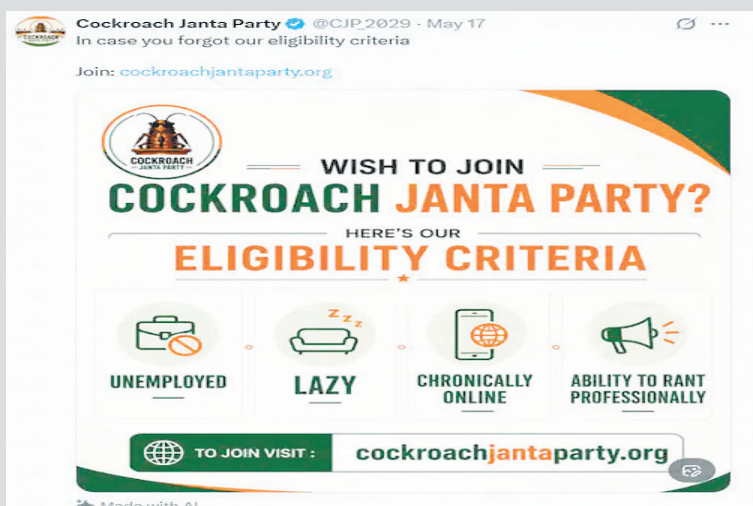 Cockroach Janta Party @CJP_2029 · May 17
In case you forgot our eligibility criteria
Join: cockroachjantaparty.org
COCKROACH
JANTA PARTY
WISH TO JOIN
COCKROACH JANTA PARTY?
HERE'S OUR
ELIGIBILITY CRITERIA
zzz
UNEMPLOYED
LAZY
CHRONICALLY
ONLINE
ABILITY TO RANT
PROFESSIONALLY
TO JOIN VISIT :
cockroachjantaparty.org
Made with AI